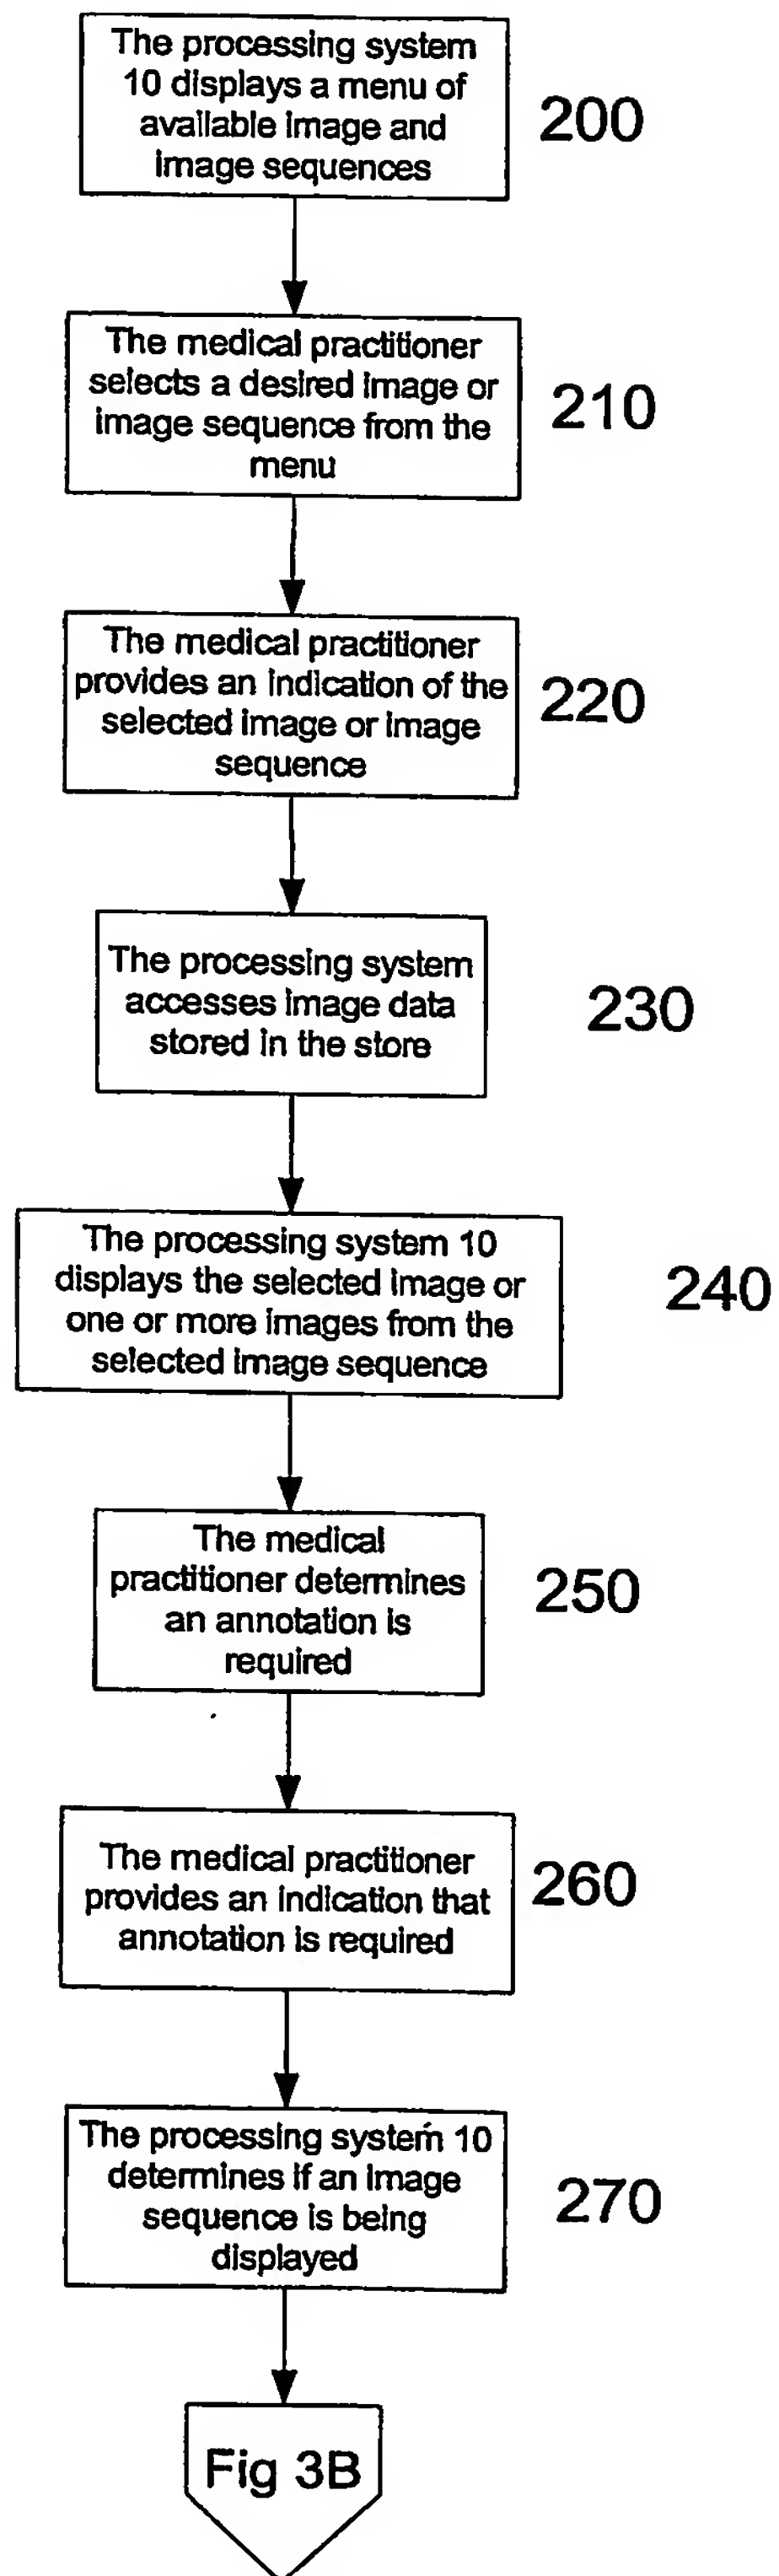 The processing system
10 displays a menu of
available image and
image sequences
200
The medical practitioner
selects a desired image or
image sequence from the
menu
210
The medical practitioner
provides an indication of the
selected image or image
sequence
220
The processing system
accesses image data
stored in the store
230
The processing system 10
displays the selected image or
one or more images from the
selected image sequence
240
The medical
practitioner determines
an annotation is
required
250
The medical practitioner
provides an indication that
annotation is required
260
The processing system 10
determines if an image
sequence is being
displayed
270
Fig 3B